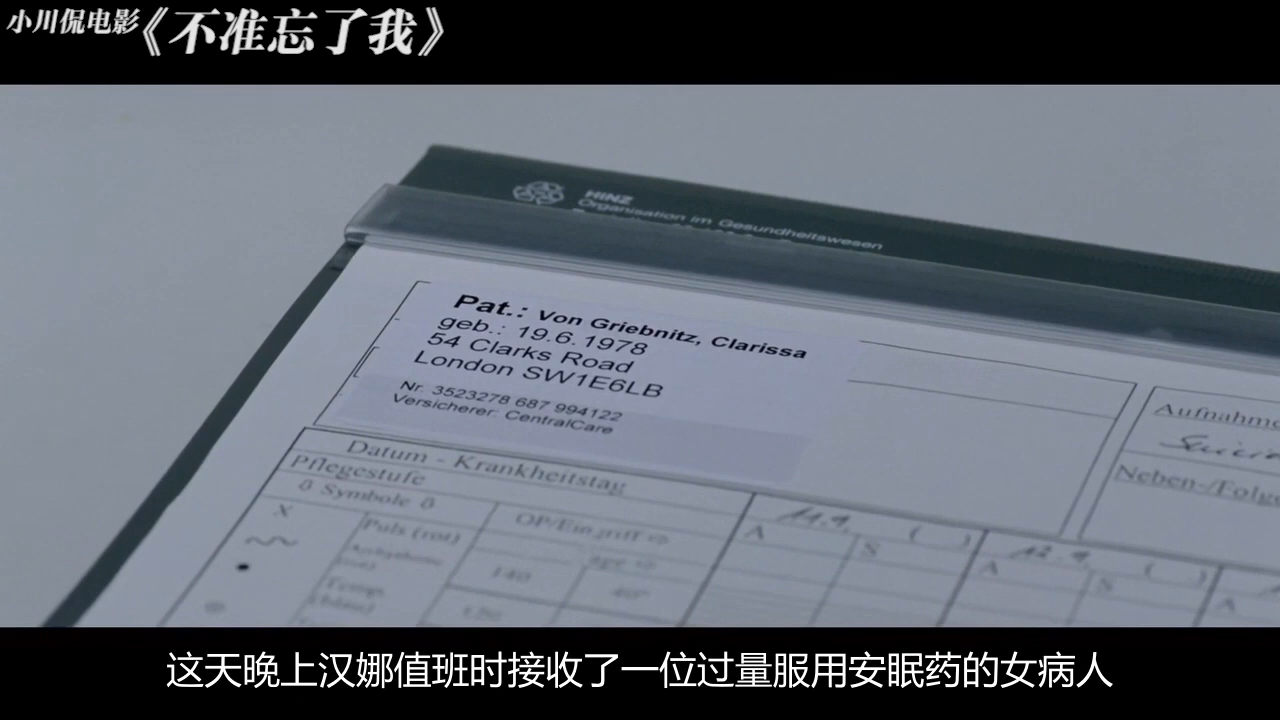 小川侃电影《不准忘了我》
HINZ
Organisation im Gesundheitswesen
Pat.: Von Griebnitz, Clarissa
geb.: 19.6.1978
54 Clarks Road
London SW1E6LB
Nr. 3523278 687 994122
Versicherer: CentralCare
Aufnahme
Neben-/Folge
Datum - Krankheitstag
Pflegestufe
Symbole
OP/Eingriff
X
Puls (rot)
A S A S A
Temp.
140
40°
120
这天晚上汉娜值班时接收了一位过量服用安眠药的女病人